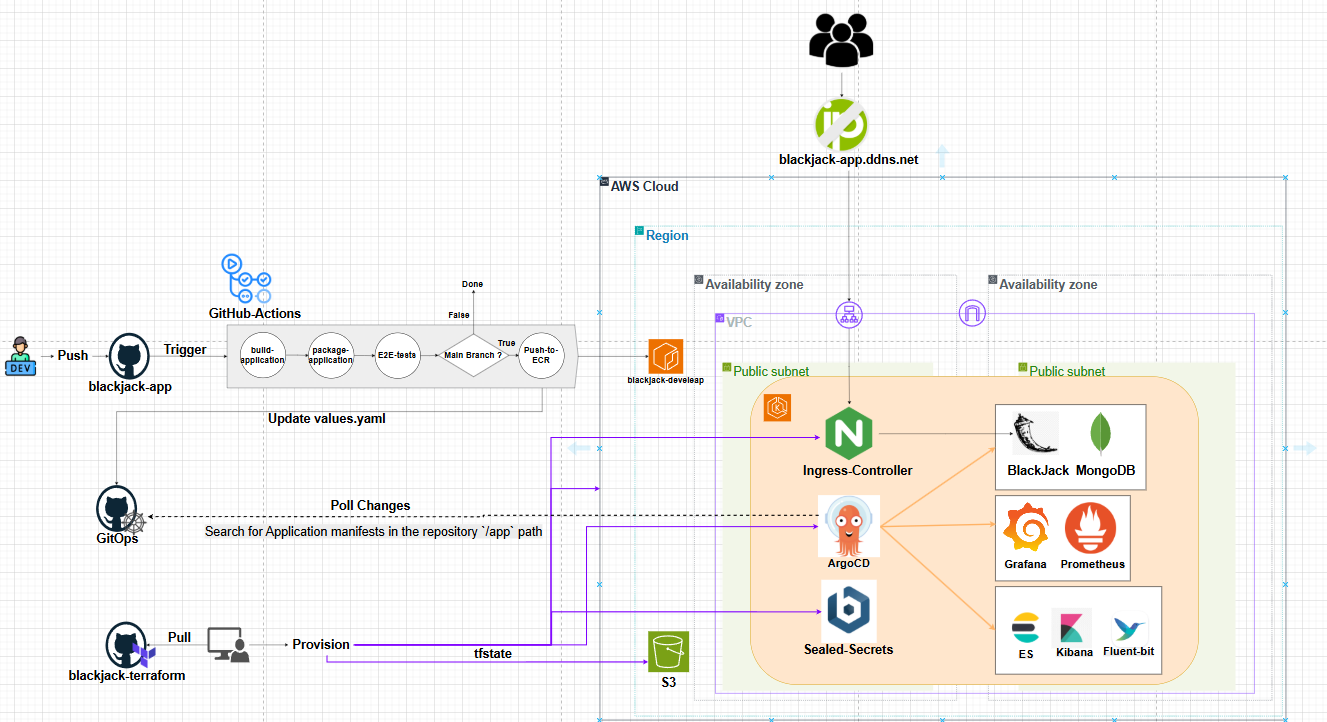 blackjack-app.ddns.net
AWS Cloud
Region
GitHub-Actions
Done
Availability zone
Availability zone
VPC
False
DEV
Push
blackjack-app
Trigger
build-
application
package-
application
E2E-tests
Main Branch ?
True
Push-to-
ECR
blackjack-develeap
Public subnet
Public subnet
Update values.yaml
Ingress-Controller
BlackJack
MongoDB
GitOps
Poll Changes
Search for Application manifests in the repository `/app` path
ArgoCD
Grafana
Prometheus
blackjack-terraform
Pull
Provision
tfstate
S3
Sealed-Secrets
ES
Kibana
Fluent-bit